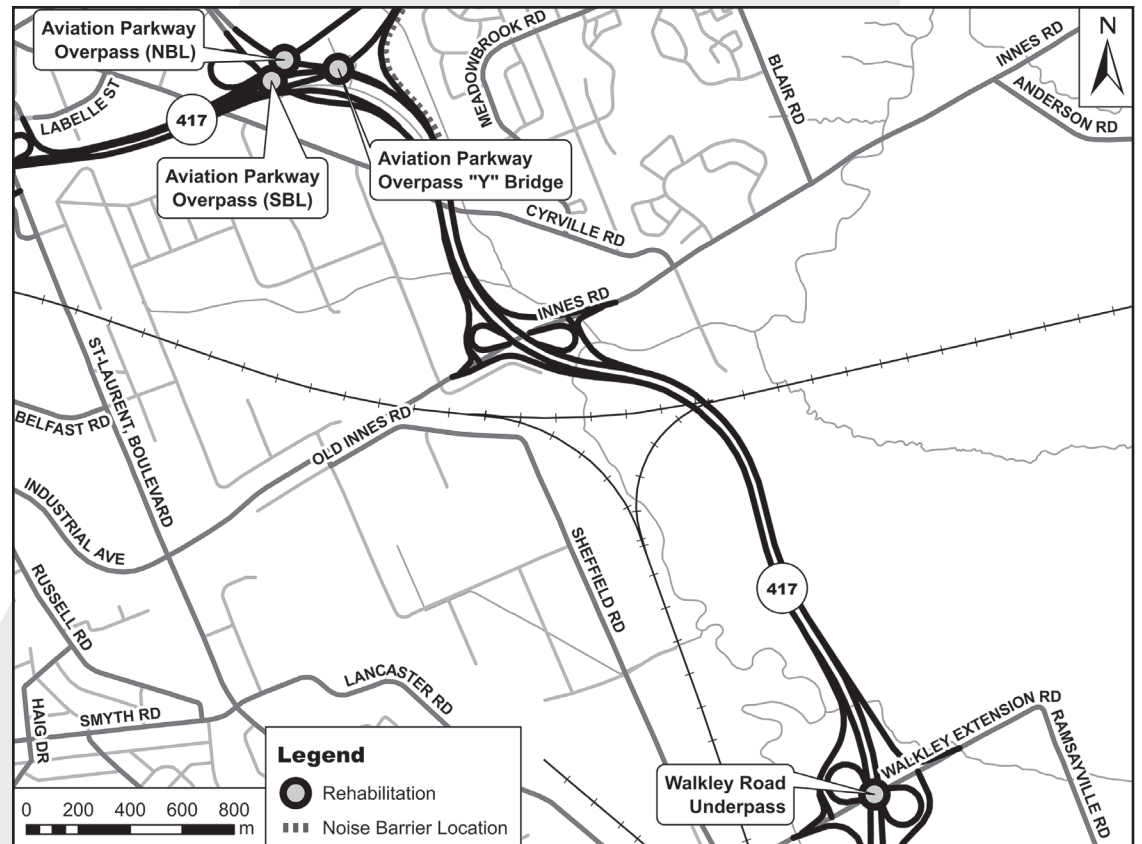 Aviation Parkway
Overpass (NBL)
MEADOWBROOK RD
BLAIR RD
INNES RD
N
ANDERSON RD
LABELLE ST
417
Aviation Parkway
Overpass (SBL)
Aviation Parkway
Overpass "Y" Bridge
CYRVILLE RD
INNES RD
ST-LAURENT, BOULEVARD
BELFAST RD
OLD INNES RD
INDUSTRIAL AVE
SHEFFIELD RD
RUSSELL RD
417
LANCASTER RD
HAIG DR
SMYTH RD
WALKLEY EXTENSION RD
RAMSAYVILLE RD
Walkley Road
Underpass
Legend
Rehabilitation
Noise Barrier Location
0 200 400 600 800 m